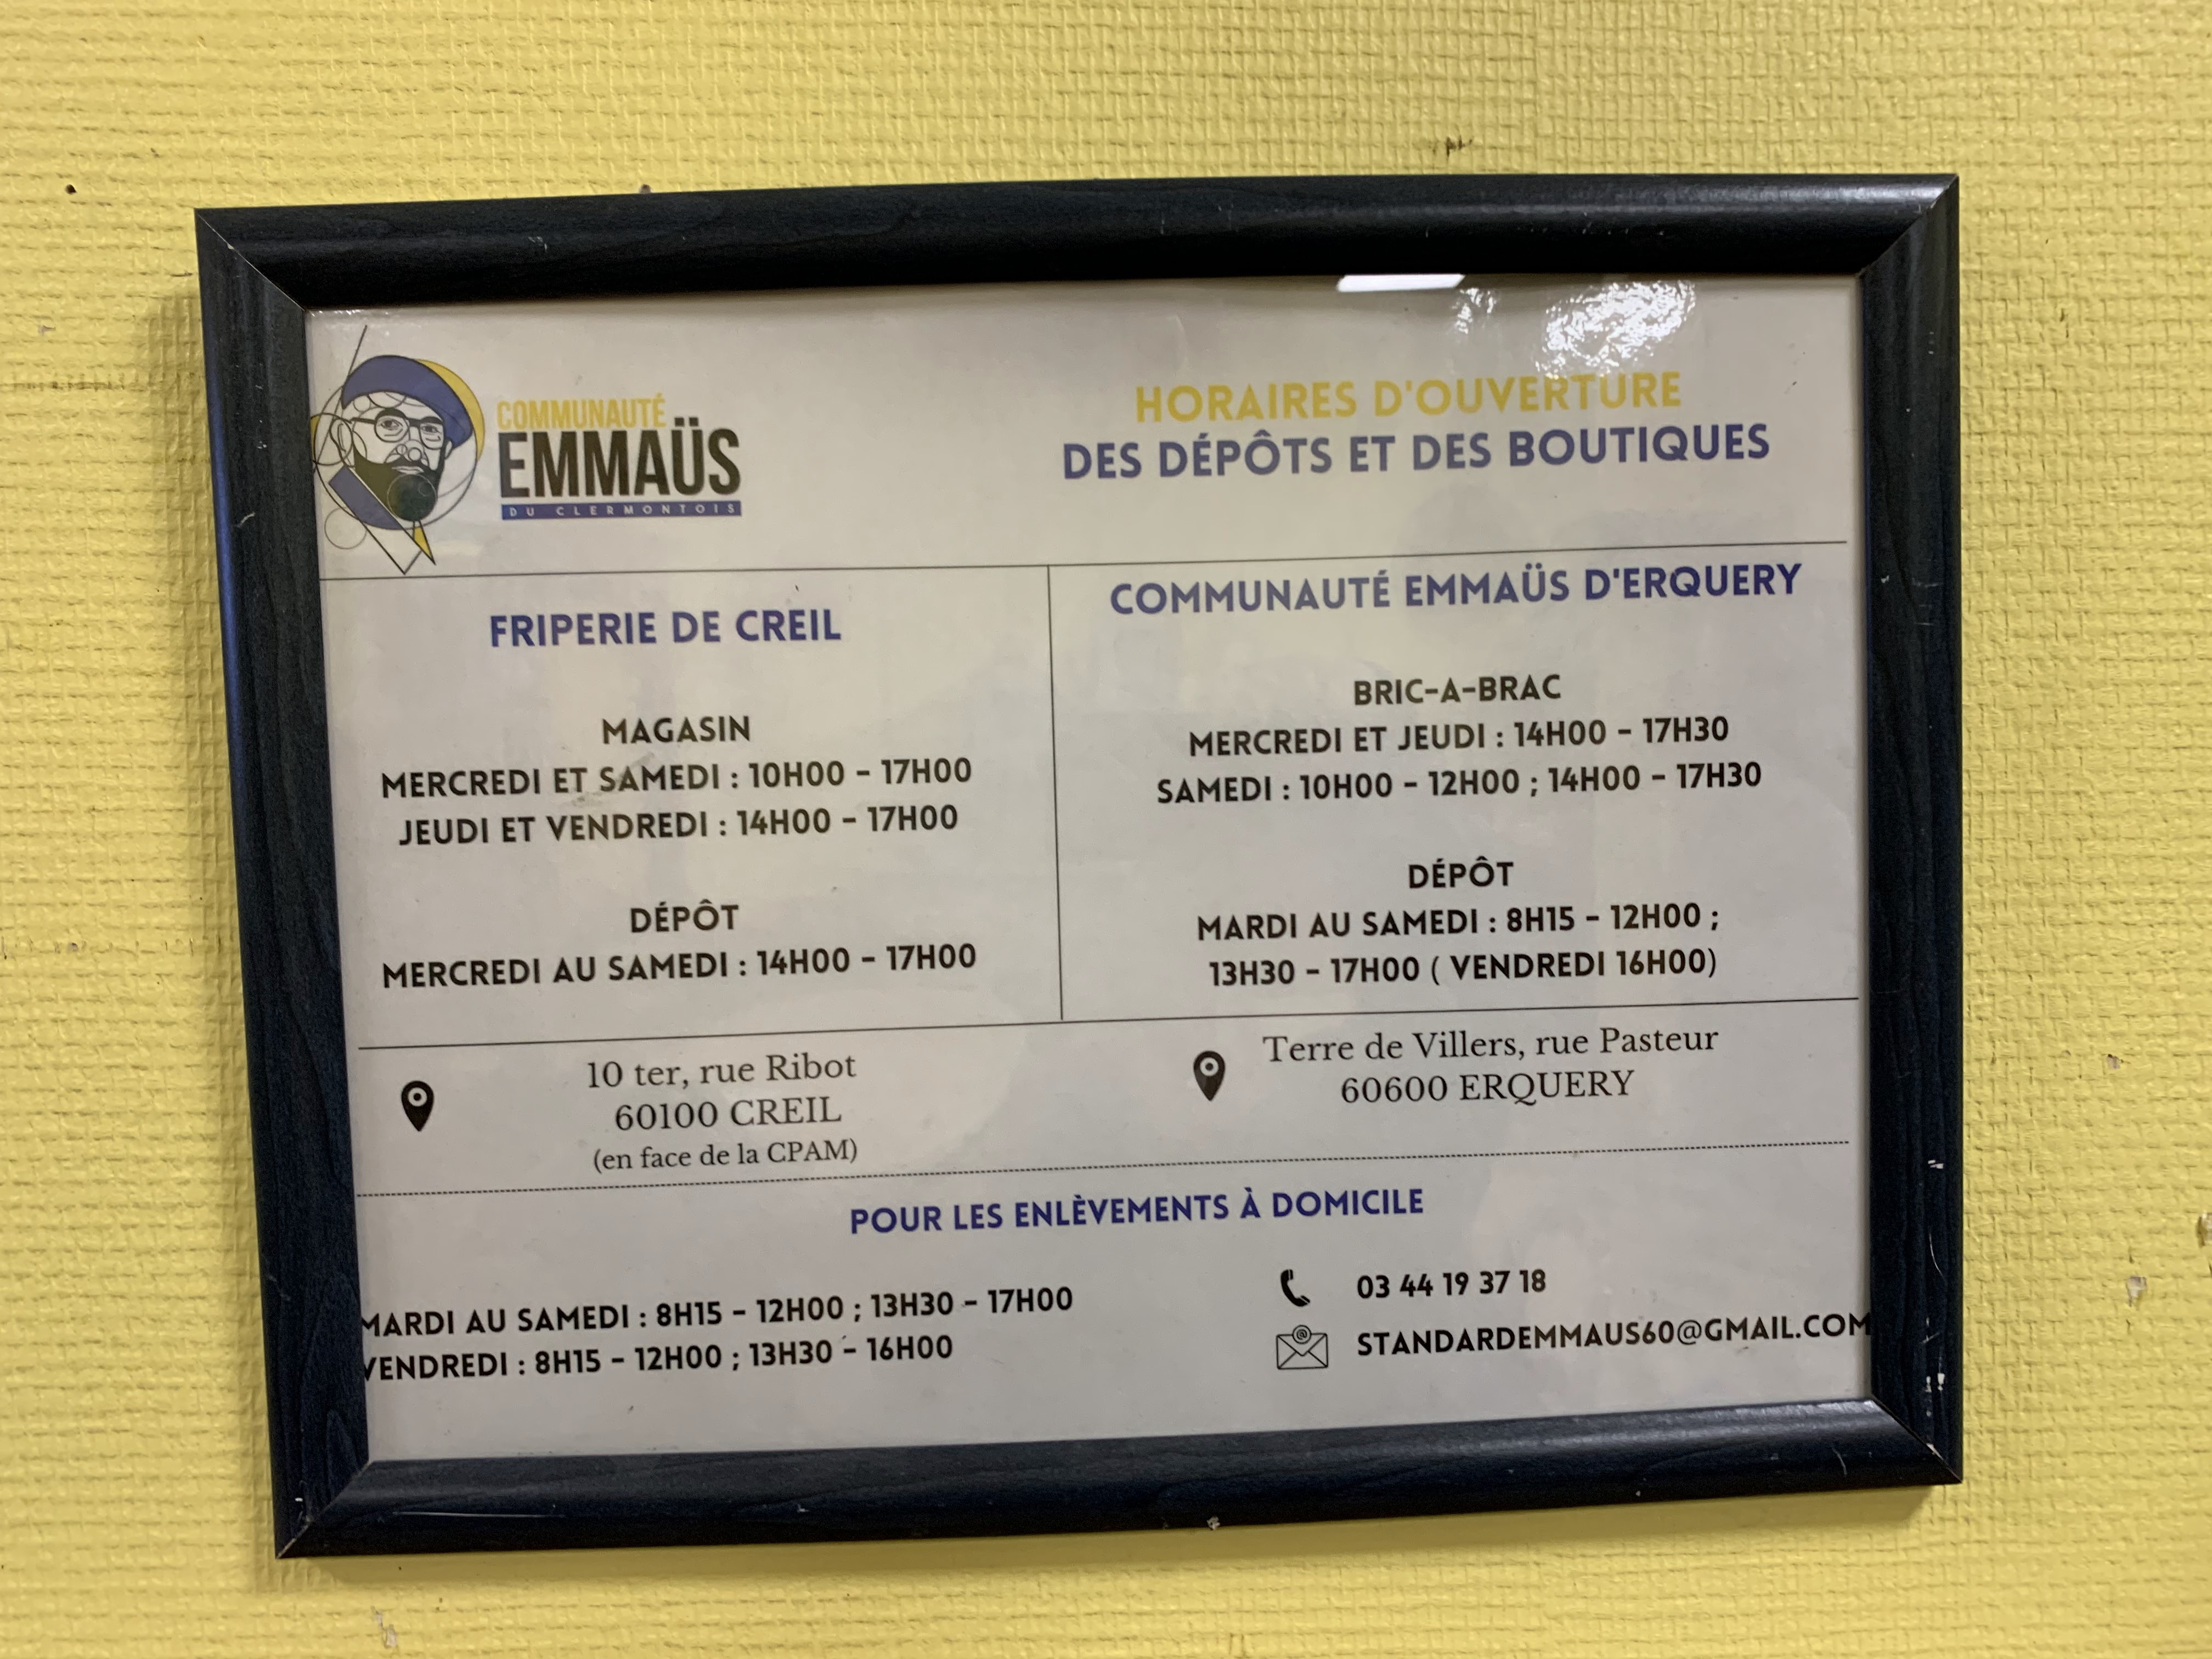 COMMUNAUTÉ
EMMAÜS
DU CLERMONTOIS
HORAIRES D'OUVERTURE
DES DÉPÔTS ET DES BOUTIQUES
FRIPERIE DE CREIL
MAGASIN
MERCREDI ET SAMEDI : 10H00 - 17H00
JEUDI ET VENDREDI : 14H00 - 17H00
DÉPÔT
MERCREDI AU SAMEDI : 14H00 - 17H00
10 ter, rue Ribot
60100 CREIL
(en face de la CPAM)
COMMUNAUTÉ EMMAÜS D'ERQUERY
BRIC-A-BRAC
MERCREDI ET JEUDI : 14H00 - 17H30
SAMEDI : 10H00 - 12H00 ; 14H00 - 17H30
DÉPÔT
MARDI AU SAMEDI : 8H15 - 12H00 ;
13H30 - 17H00 ( VENDREDI 16H00)
Terre de Villers, rue Pasteur
60600 ERQUERY
POUR LES ENLÈVEMENTS À DOMICILE
MARDI AU SAMEDI : 8H15 - 12H00 ; 13H30 - 17H00
VENDREDI : 8H15 - 12H00 ; 13H30 - 16H00
03 44 19 37 18
STANDARDEMMAUS60@GMAIL.COM